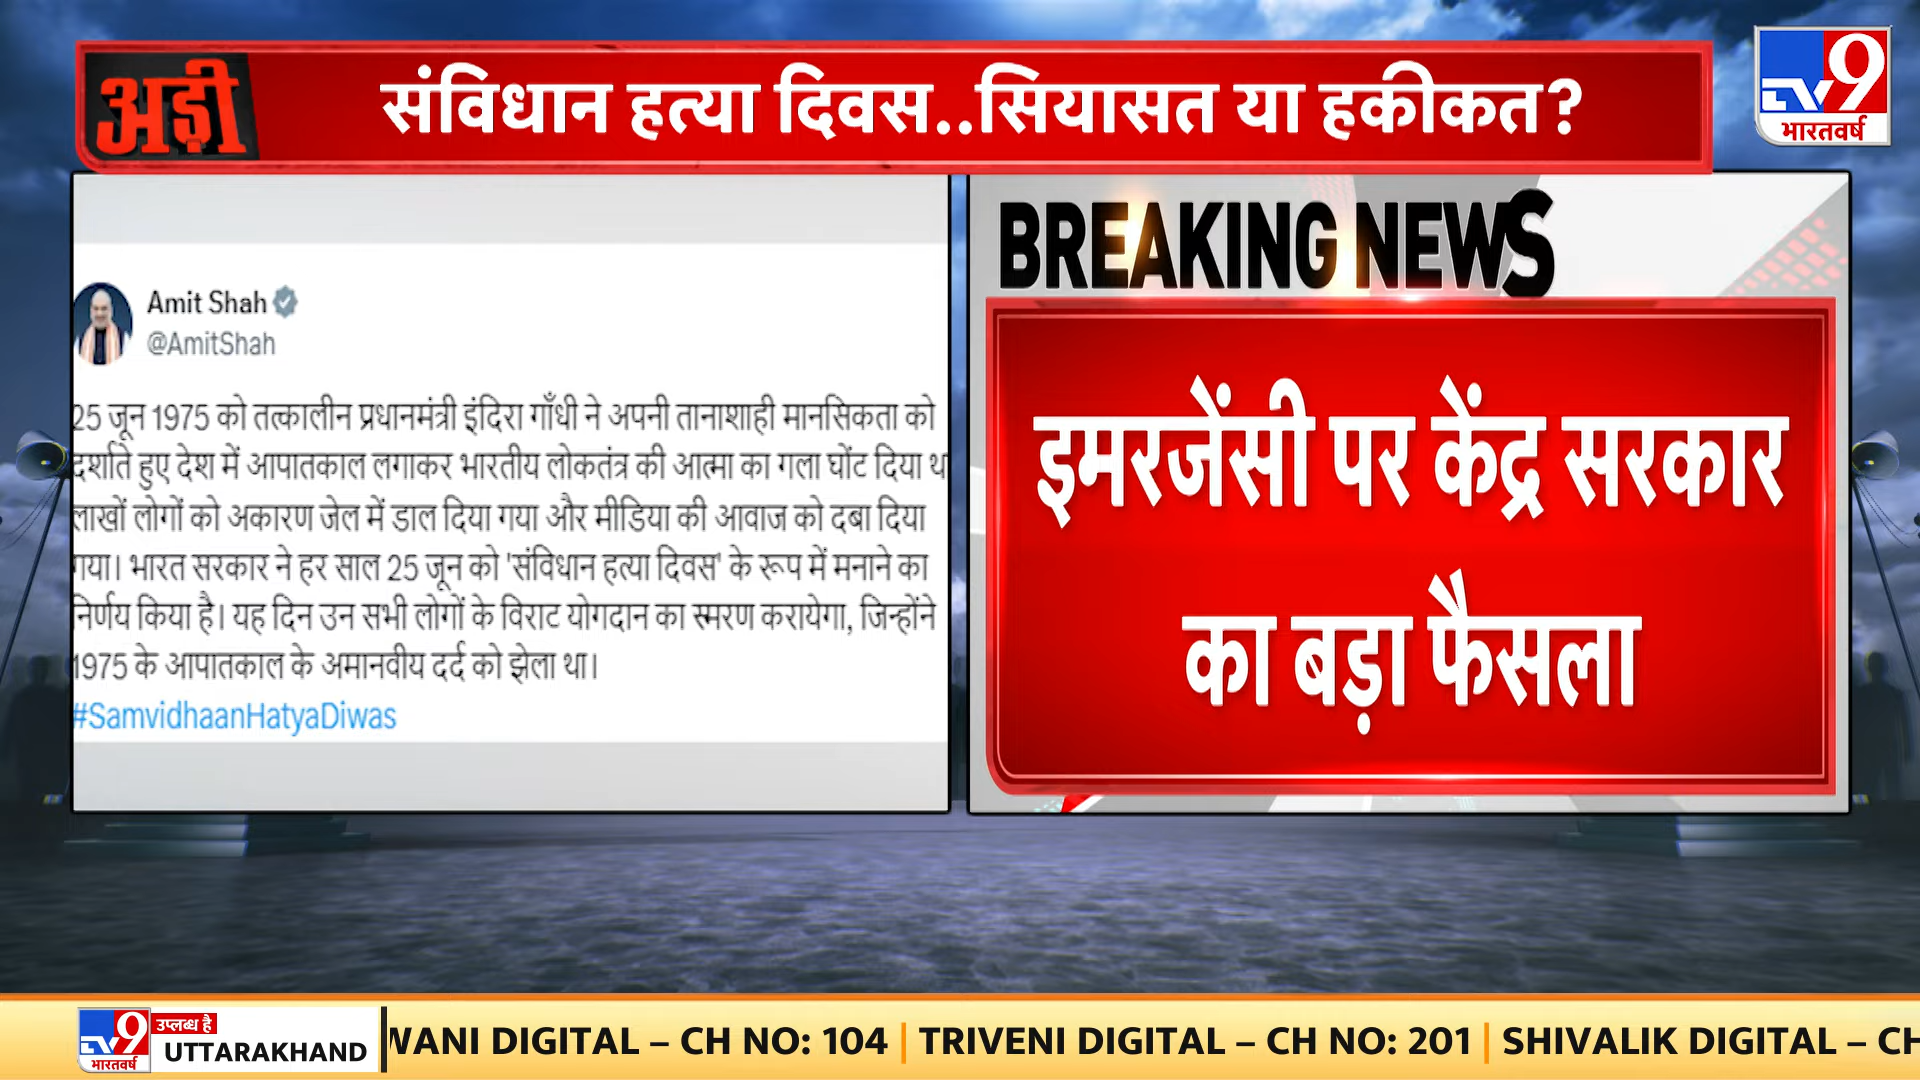 अड़ी
संविधान हत्या दिवस..सियासत या हकीकत?
TV9
भारतवर्ष
Amit Shah
@AmitShah
25 जून 1975 को तत्कालीन प्रधानमंत्री इंदिरा गाँधी ने अपनी तानाशाही मानसिकता को
दर्शाते हुए देश में आपातकाल लगाकर भारतीय लोकतंत्र की आत्मा का गला घोंट दिया था
लाखों लोगों को अकारण जेल में डाल दिया गया और मीडिया की आवाज को दबा दिया
गया। भारत सरकार ने हर साल 25 जून को 'संविधान हत्या दिवस' के रूप में मनाने का
निर्णय किया है। यह दिन उन सभी लोगों के विराट योगदान का स्मरण करायेगा, जिन्होंने
1975 के आपातकाल के अमानवीय दर्द को झेला था।
#SamvidhaanHatyaDiwas
BREAKING NEWS
इमरजेंसी पर केंद्र सरकार
का बड़ा फैसला
TV9
भारतवर्ष
उप्लब्ध है
UTTARAKHAND
WANI DIGITAL – CH NO: 104 | TRIVENI DIGITAL – CH NO: 201 | SHIVALIK DIGITAL – CH